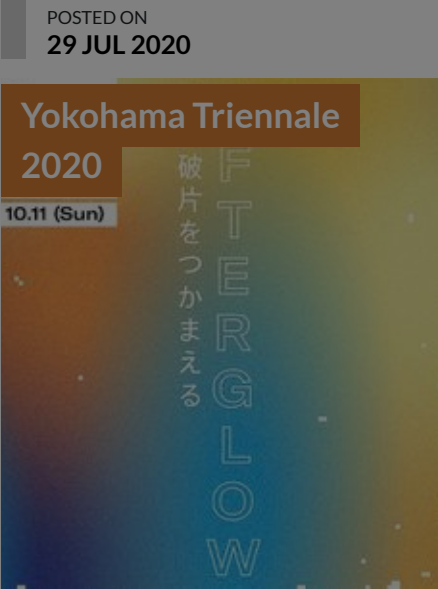 POSTED ON
29 JUL 2020
Yokohama Triennale
2020
10.11 (Sun)
破片をつかまえる
FTERGLOW